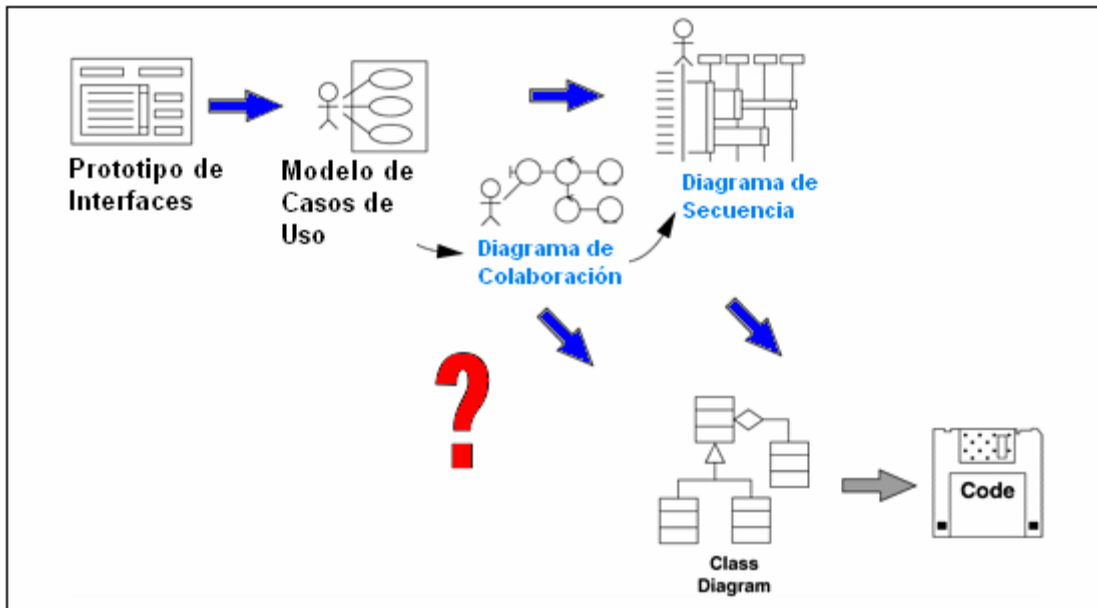 Prototipo de
Interfaces
Modelo de
Casos de
Uso
Diagrama de
Colaboración
Diagrama de
Secuencia
?
Class
Diagram
Code